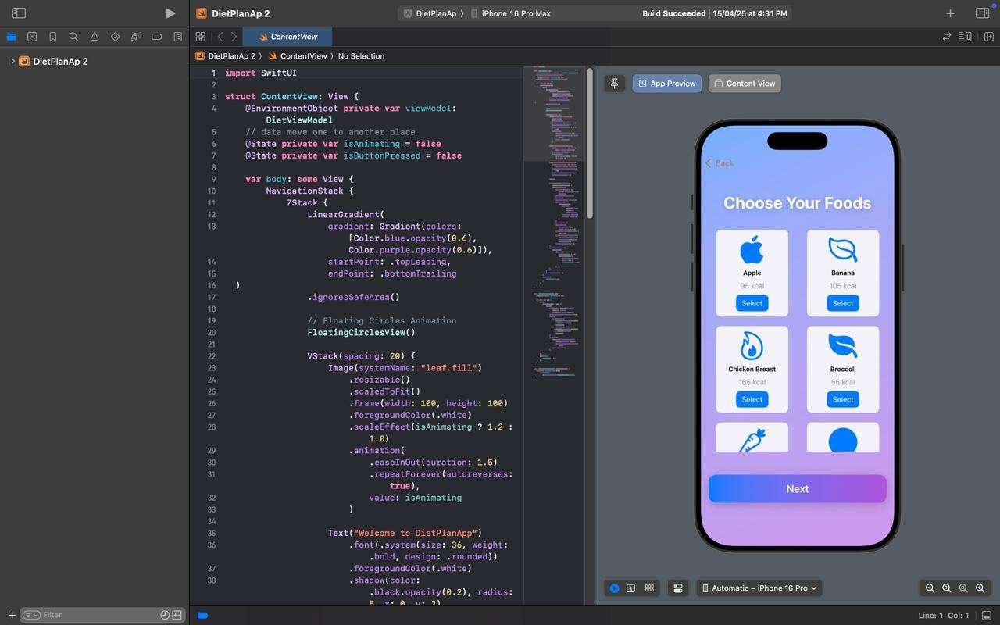 DietPlanAp 2
DietPlanAp 〉 iPhone 16 Pro Max
Build Succeeded | 15/04/25 at 4:31 PM
ContentView
DietPlanAp 2
DietPlanAp 2 〉 ContentView 〉 No Selection
1 import SwiftUI
2
3 struct ContentView: View {
4 @EnvironmentObject private var viewModel:
DietViewModel
5 // data move one to another place
6 @State private var isAnimating = false
7 @State private var isButtonPressed = false
8
9 var body: some View {
10 NavigationStack {
11 ZStack {
12 LinearGradient(
13 gradient: Gradient(colors:
[Color.blue.opacity(0.6),
Color.purple.opacity(0.6)]),
14 startPoint: .topLeading,
15 endPoint: .bottomTrailing
16 )
17 .ignoresSafeArea()
18
19 // Floating Circles Animation
20 FloatingCirclesView()
21
22 VStack(spacing: 20) {
23 Image(systemName: "leaf.fill")
24 .resizable()
25 .scaledToFit()
26 .frame(width: 100, height: 100)
27 .foregroundColor(.white)
28 .scaleEffect(isAnimating ? 1.2 :
1.0)
29 .animation(
30 .easeInOut(duration: 1.5)
31 .repeatForever(autoreverses:
true),
32 value: isAnimating
33 )
34
35 Text("Welcome to DietPlanApp")
36 .font(.system(size: 36, weight:
.bold, design: .rounded))
37 .foregroundColor(.white)
38 .shadow(color:
.black.opacity(0.2), radius:
5, x: 0, y: 2)
App Preview
Content View
Back
Choose Your Foods
Apple
95 kcal
Select
Banana
105 kcal
Select
Chicken Breast
165 kcal
Select
Broccoli
55 kcal
Select
Next
Automatic – iPhone 16 Pro
Filter
Line: 1 Col: 1